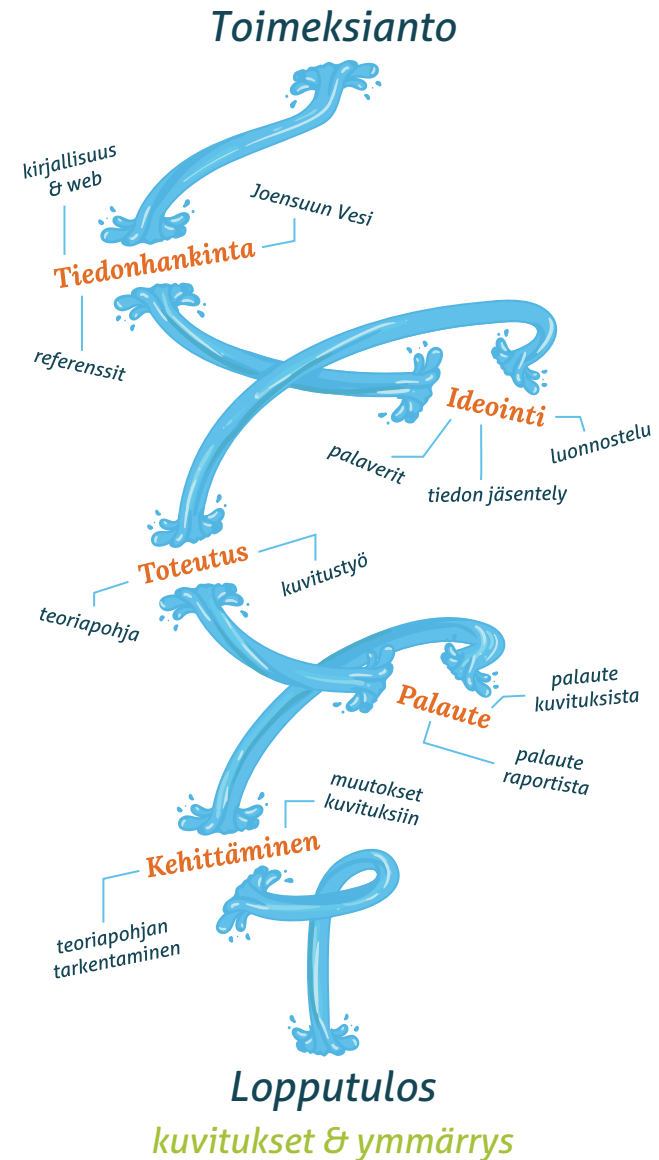 Toimeksianto
kirjallisuus
& web
Joensuun Vesi
Tiedonhankinta
referenssit
Ideointi
luonnostelu
palaverit
tiedon jäsentely
Toteutus
kuvitustyö
teoriapohja
palaute
kuvituksista
Palaute
palaute
raportista
muutokset
kuvituksiin
Kehittäminen
teoriapohjan
tarkentaminen
Lopputulos
kuvitukset & ymmärrys